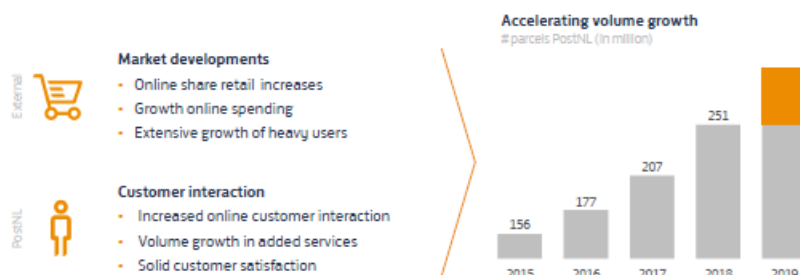 Accelerating volume growth
# parcels PostNL (in million)
External
Market developments
- Online share retail increases
- Growth online spending
- Extensive growth of heavy users
PostNL
Customer interaction
- Increased online customer interaction
- Volume growth in added services
- Solid customer satisfaction
156
177
207
251
2015 2016 2017 2018 2019